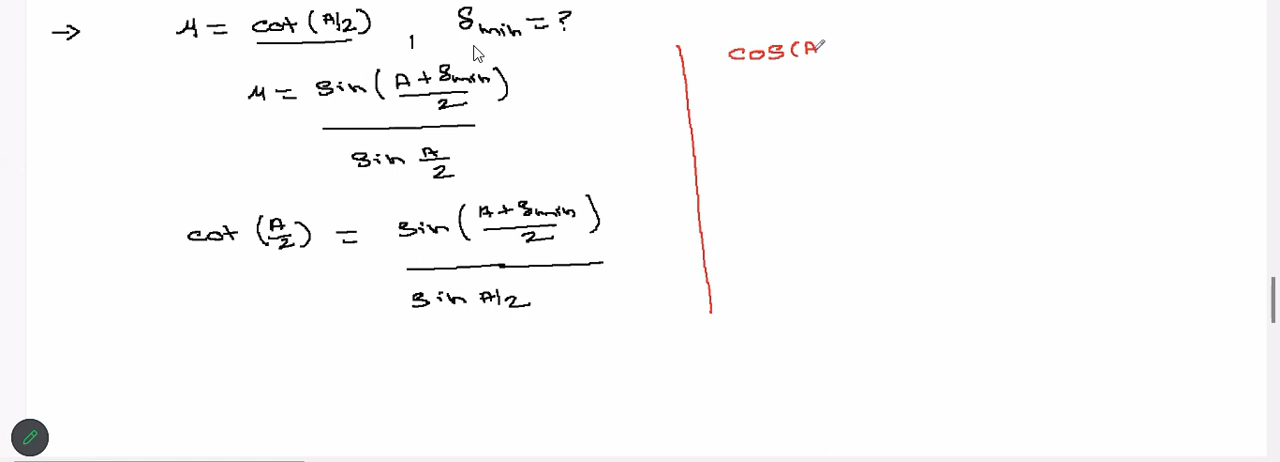 → μ = cot (A/2) , δmin = ?
μ = sin (A + δmin / 2)
sin A/2
cot (A/2) = sin (A + δmin / 2)
sin A/2
cos (A